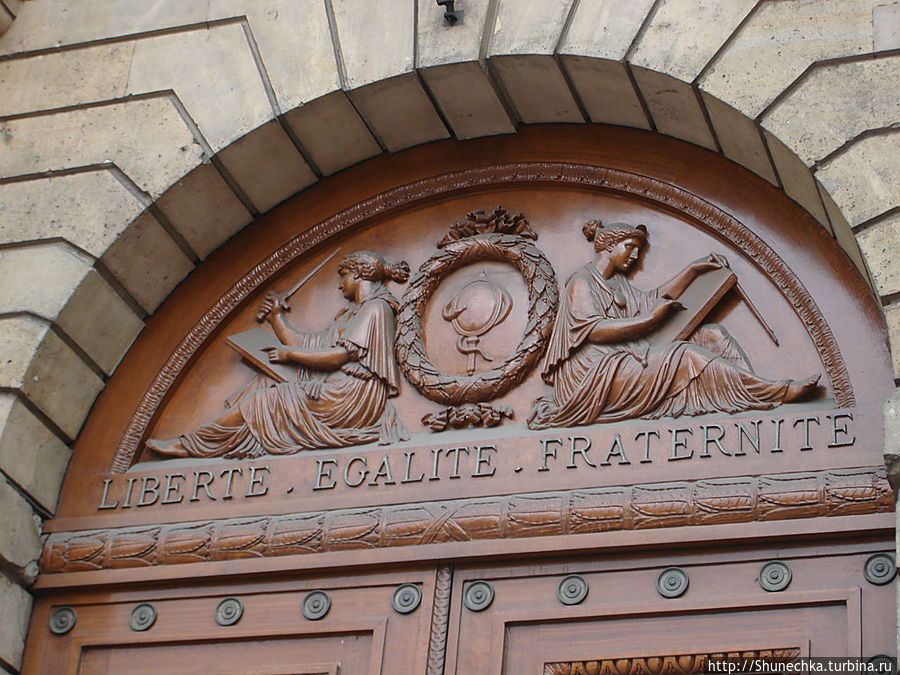 LIBERTE . EGALITE . FRATERNITE
http://Shunechka.turbina.ru